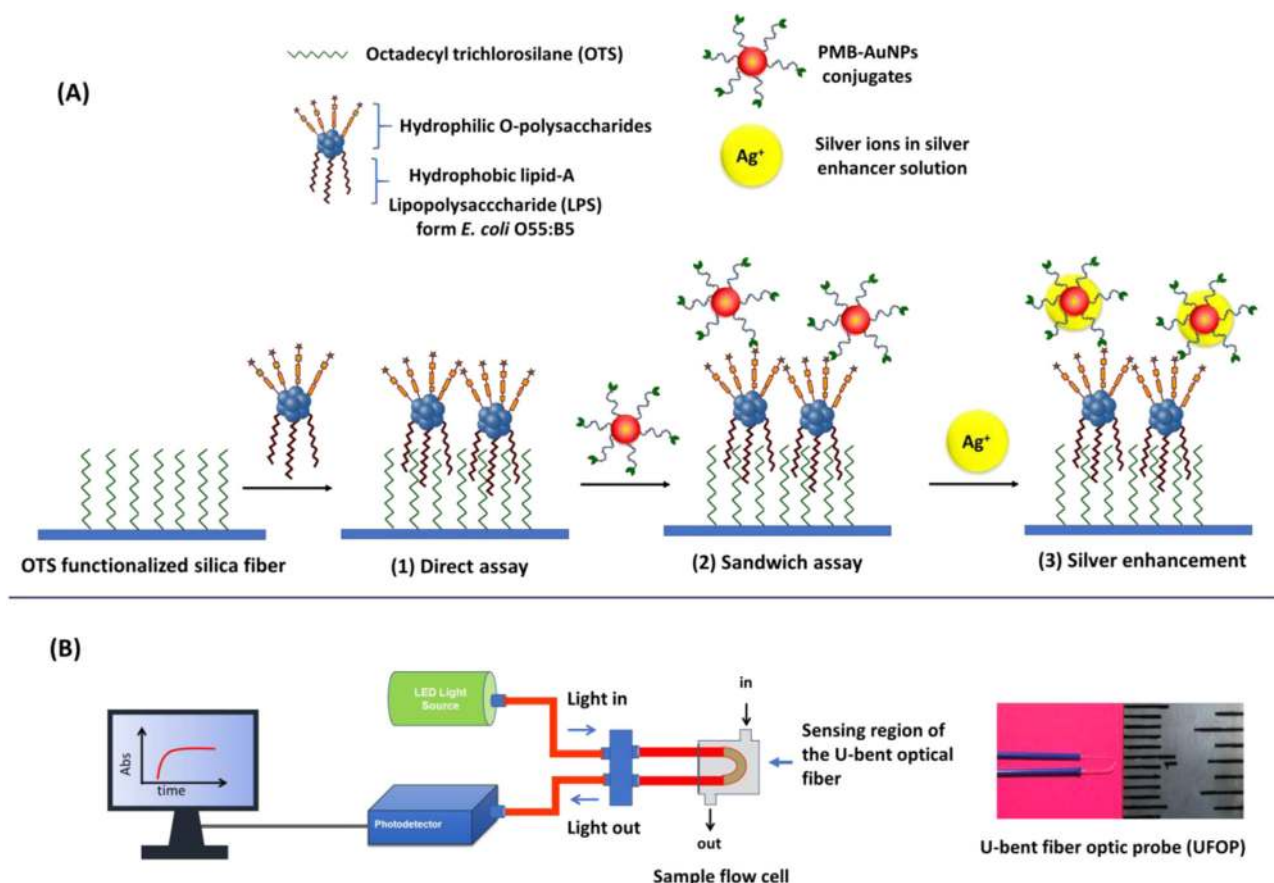 (A)
Octadecyl trichlorosilane (OTS)
Hydrophilic O-polysaccharides
Hydrophobic lipid-A
Lipopolysacccharide (LPS)
form E. coli O55:B5
PMB-AuNPs
conjugates
Ag⁺
Silver ions in silver
enhancer solution
Ag⁺
OTS functionalized silica fiber
(1) Direct assay
(2) Sandwich assay
(3) Silver enhancement
(B)
Abs
time
LED Light
Source
Photodetector
Light in
Light out
in
out
Sample flow cell
Sensing region of
the U-bent optical
fiber
1
U-bent fiber optic probe (UFOP)